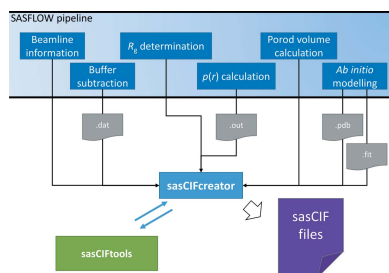 SASFLOW pipeline
Beamline
information
Rg determination
Porod volume
calculation
Buffer
subtraction
p(r) calculation
Ab initio
modelling
.dat
.out
.pdb
.fit
sasCIFcreator
sasCIFtools
sasCIF
files